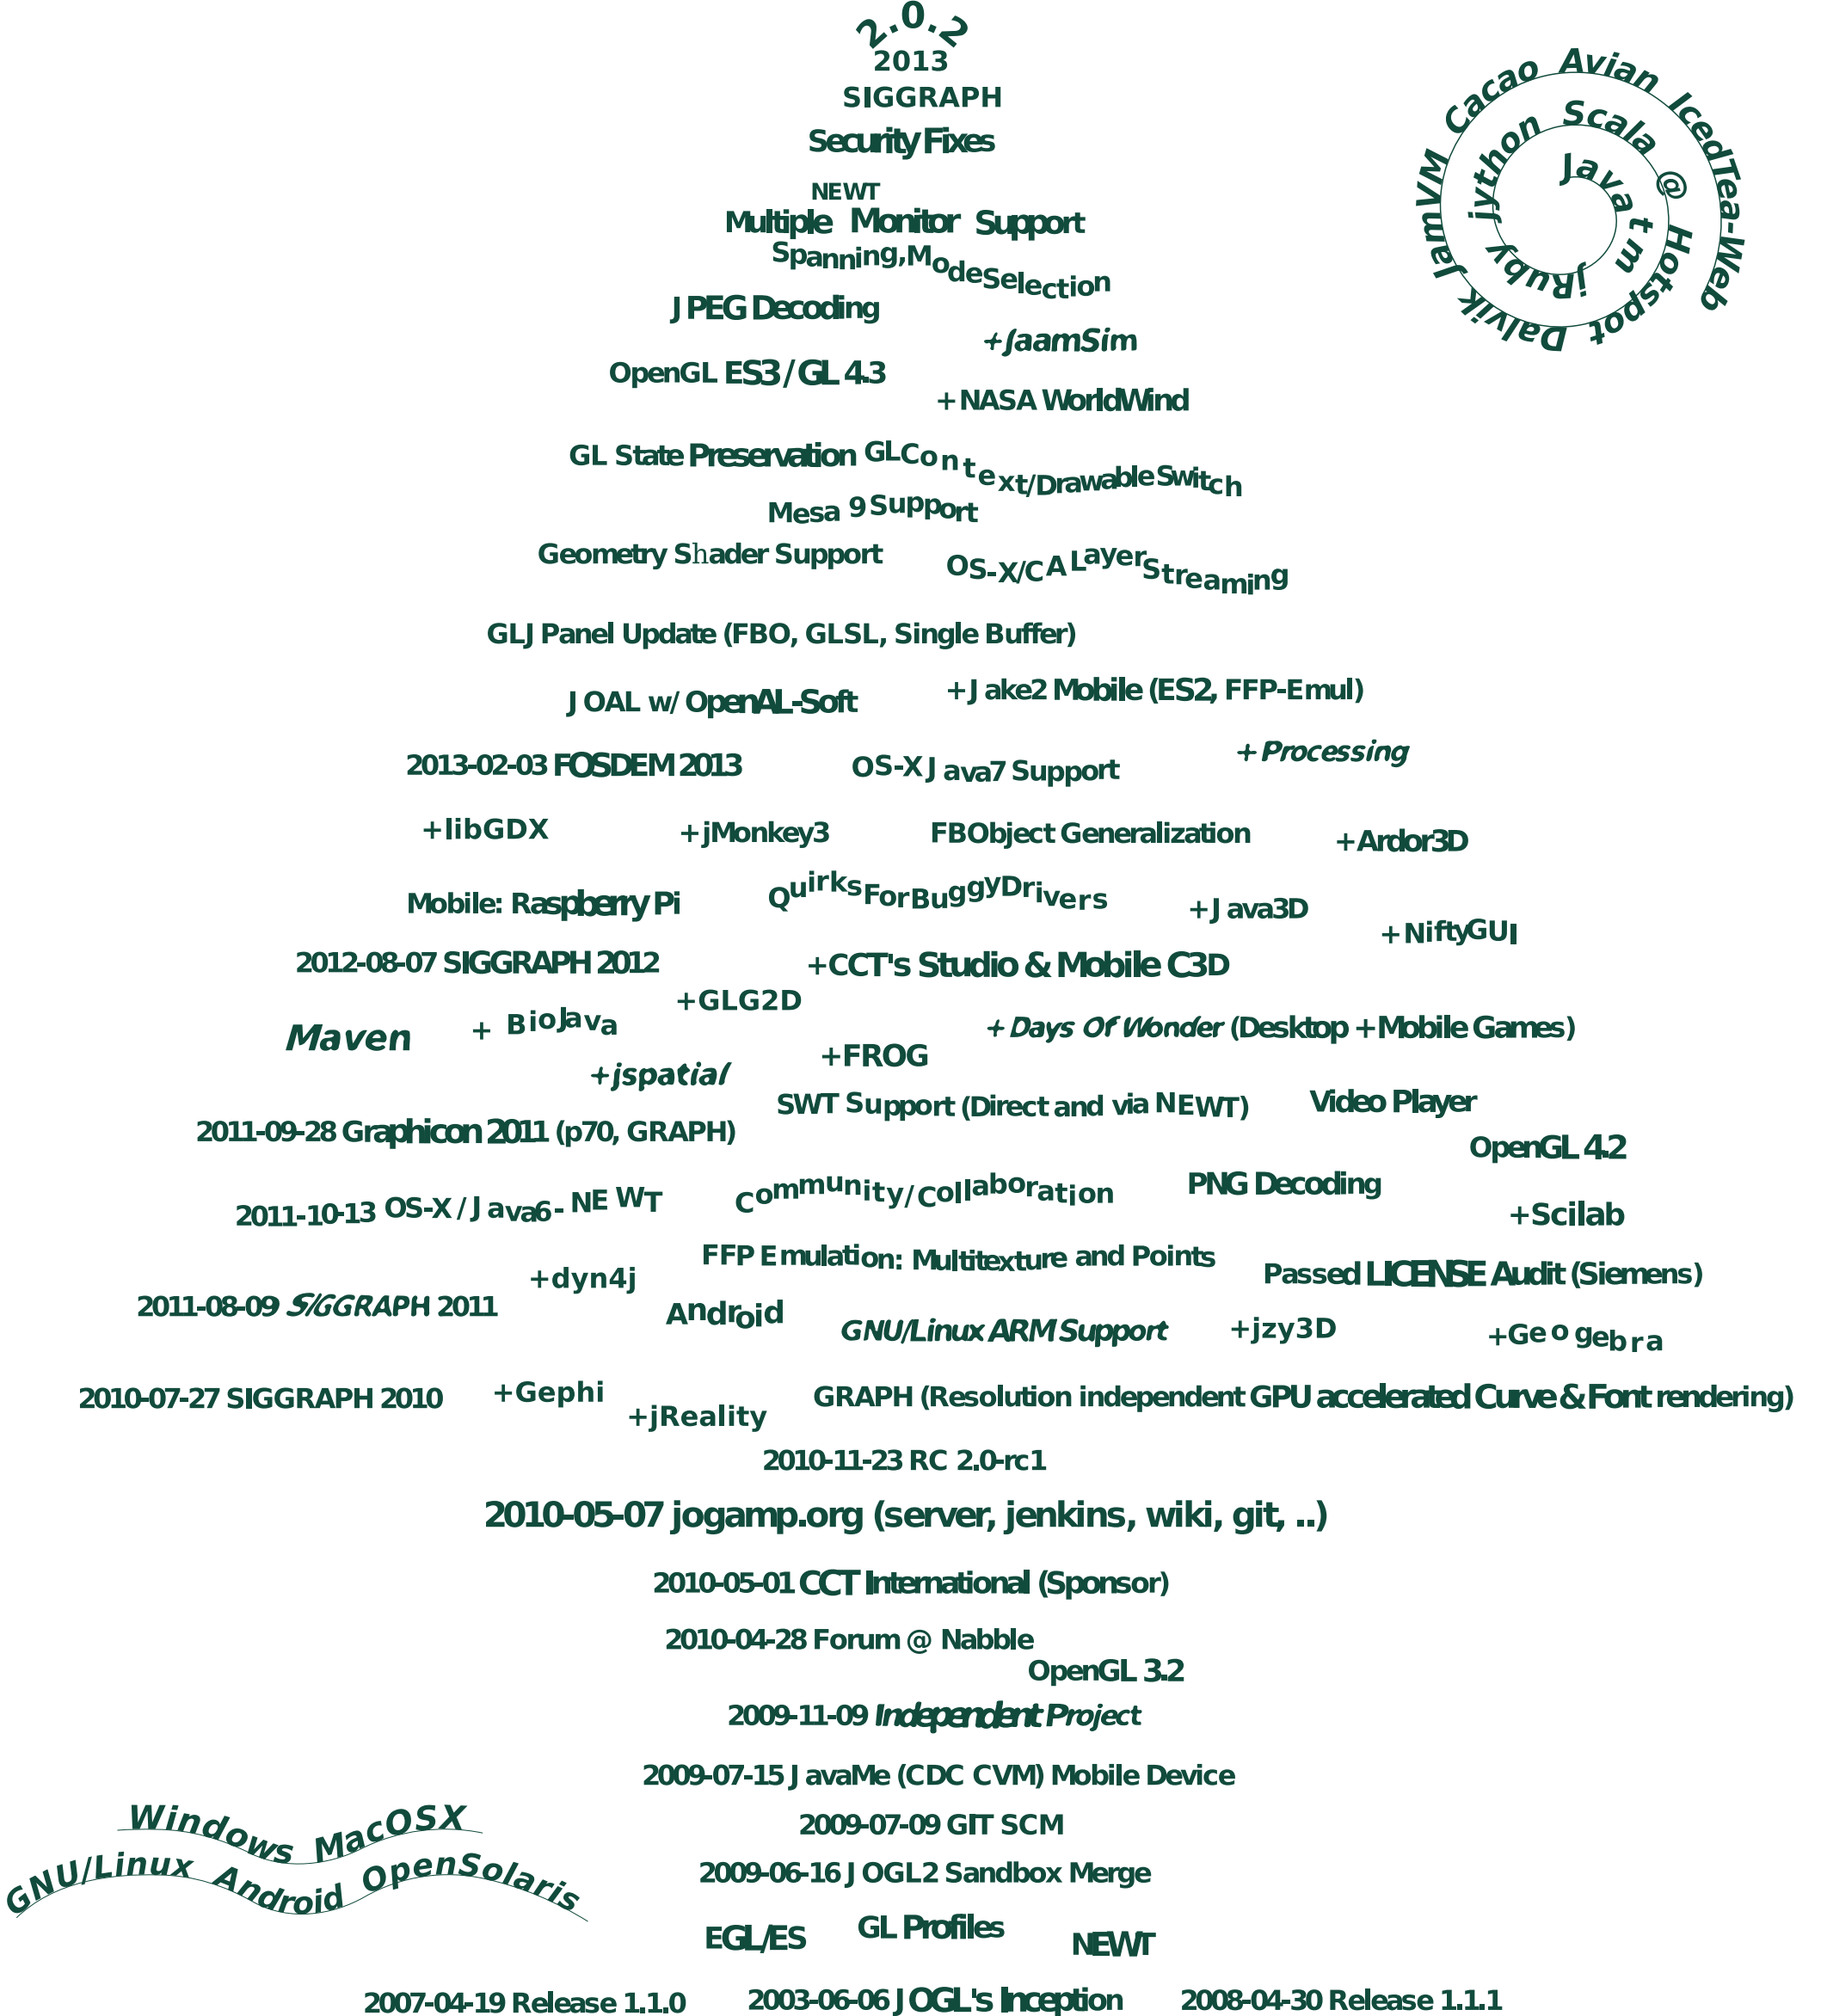 2.0.2
2013
SIGGRAPH
Security Fixes
Java tm jRuby jython Scala @ Hotspot Dalvik JamVM Cacao Avian IcedTea-Web
NEWT
Multiple Monitor Support
Spanning,ModeSelection
JPEG Decoding
+JaamSim
OpenGL ES3 / GL 4.3
+NASA WorldWind
GL State Preservation GLContext/DrawableSwitch
Mesa 9 Support
Geometry Shader Support
OS-X/CALayerStreaming
GLJPanel Update (FBO, GLSL, Single Buffer)
+Jake2 Mobile (ES2, FFP-Emul)
JOAL w/ OpenAL-Soft
+Processing
2013-02-03 FOSDEM 2013
OS-X Java7 Support
+libGDX
+jMonkey3
FBObject Generalization
+Ardor3D
Mobile: Raspberry Pi
QuirksForBuggyDrivers
+Java3D
+NiftyGUI
2012-08-07 SIGGRAPH 2012
+CCT's Studio & Mobile C3D
+GLG2D
Maven
+ BioJava
+Days Of Wonder (Desktop +Mobile Games)
+FROG
+jspatial
SWT Support (Direct and via NEWT)
Video Player
2011-09-28 Graphicon 2011 (p70, GRAPH)
OpenGL 4.2
PNG Decoding
2011-10-13 OS-X / Java6 - NEWT
Community/Collaboration
+Scilab
FFP Emulation: Multitexture and Points
Passed LICENSE Audit (Siemens)
+dyn4j
2011-08-09 SIGGRAPH 2011
Android
GNU/Linux ARM Support
+jzy3D
+Geogebra
2010-07-27 SIGGRAPH 2010
+Gephi
+jReality
GRAPH (Resolution independent GPU accelerated Curve & Font rendering)
2010-11-23 RC 2.0-rc1
2010-05-07 jogamp.org (server, jenkins, wiki, git, ..)
2010-05-01 CCT International (Sponsor)
2010-04-28 Forum @ Nabble
OpenGL 3.2
2009-11-09 Independent Project
2009-07-15 JavaMe (CDC CVM) Mobile Device
2009-07-09 GIT SCM
Windows MacOSX
GNU/Linux Android OpenSolaris
2009-06-16 JOGL2 Sandbox Merge
EGL/ES
GL Profiles
NEWT
2007-04-19 Release 1.1.0
2003-06-06 JOGL's Inception
2008-04-30 Release 1.1.1